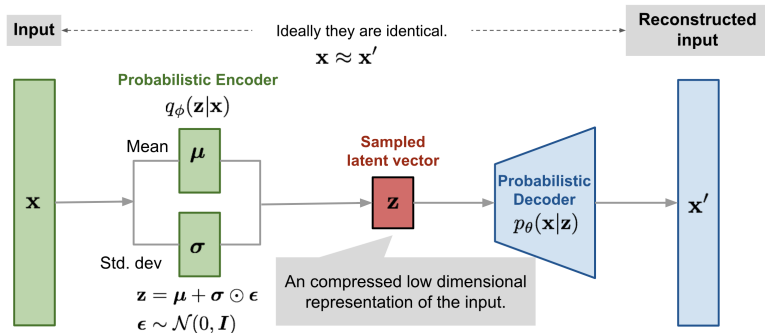 Input
Ideally they are identical.
x ≈ x′
Reconstructed
input
Probabilistic Encoder
qϕ(z|x)
Mean
μ
x
Std. dev
σ
z = μ + σ ⊙ ϵ
ϵ ∼ 𝒩(0, I)
Sampled
latent vector
z
An compressed low dimensional
representation of the input.
Probabilistic
Decoder
pθ(x|z)
x′